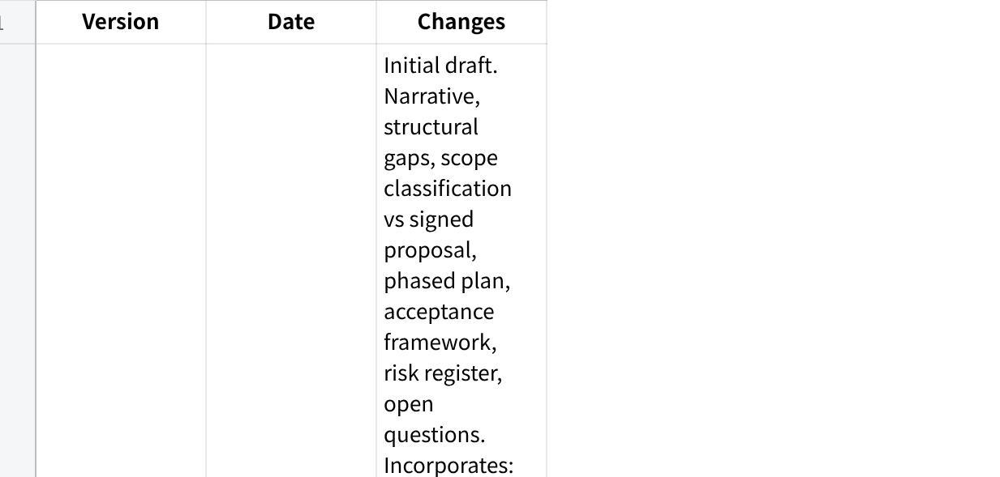 1
Version Date Changes
Initial draft.
Narrative,
structural
gaps, scope
classification
vs signed
proposal,
phased plan,
acceptance
framework,
risk register,
open
questions.
Incorporates: